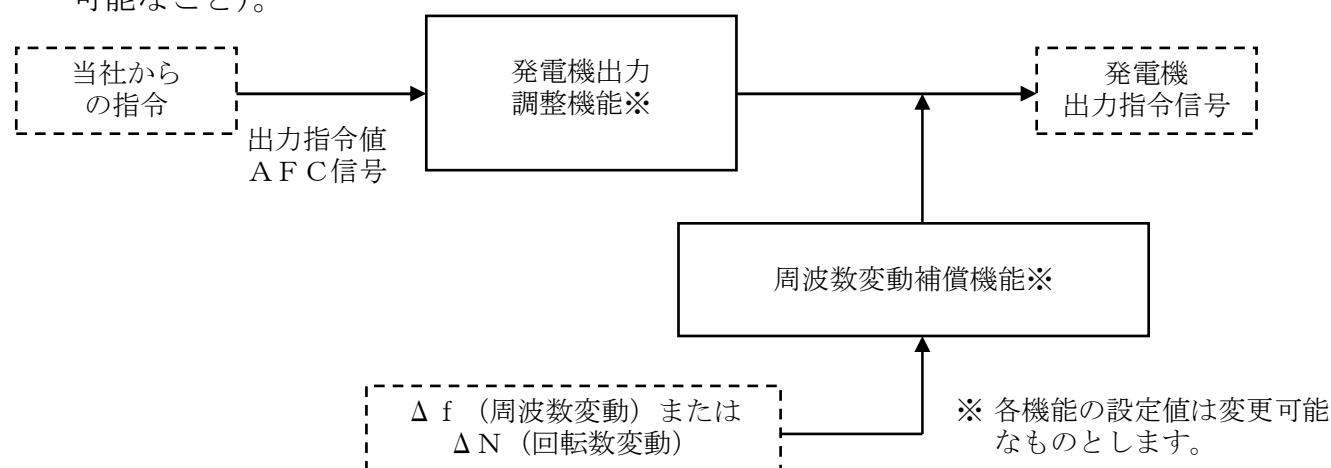 可能なこと)。
当社から
の指令
出力指令値
ＡＦＣ信号
発電機出力
調整機能※
発電機
出力指令信号
周波数変動補償機能※
Δｆ（周波数変動）または
ΔＮ（回転数変動）
※ 各機能の設定値は変更可能
なものとします。